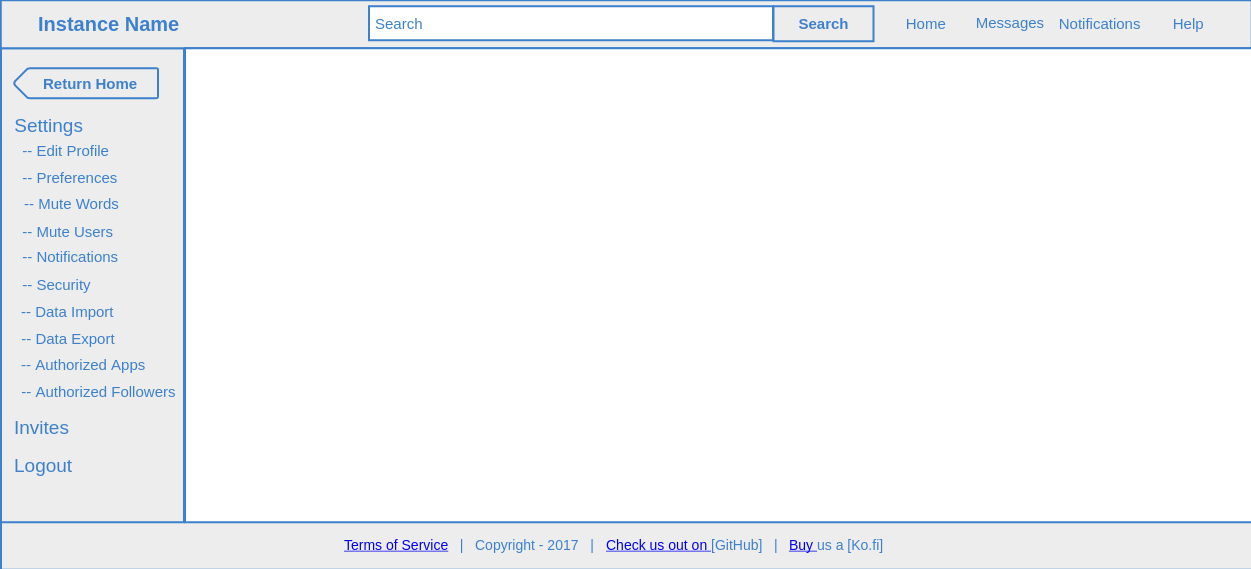 Instance Name
Search
Search
Home
Messages
Notifications
Help
Return Home
Settings
-- Edit Profile
-- Preferences
-- Mute Words
-- Mute Users
-- Notifications
-- Security
-- Data Import
-- Data Export
-- Authorized Apps
-- Authorized Followers
Invites
Logout
Terms of Service | Copyright - 2017 | Check us out on [GitHub] | Buy us a [Ko.fi]